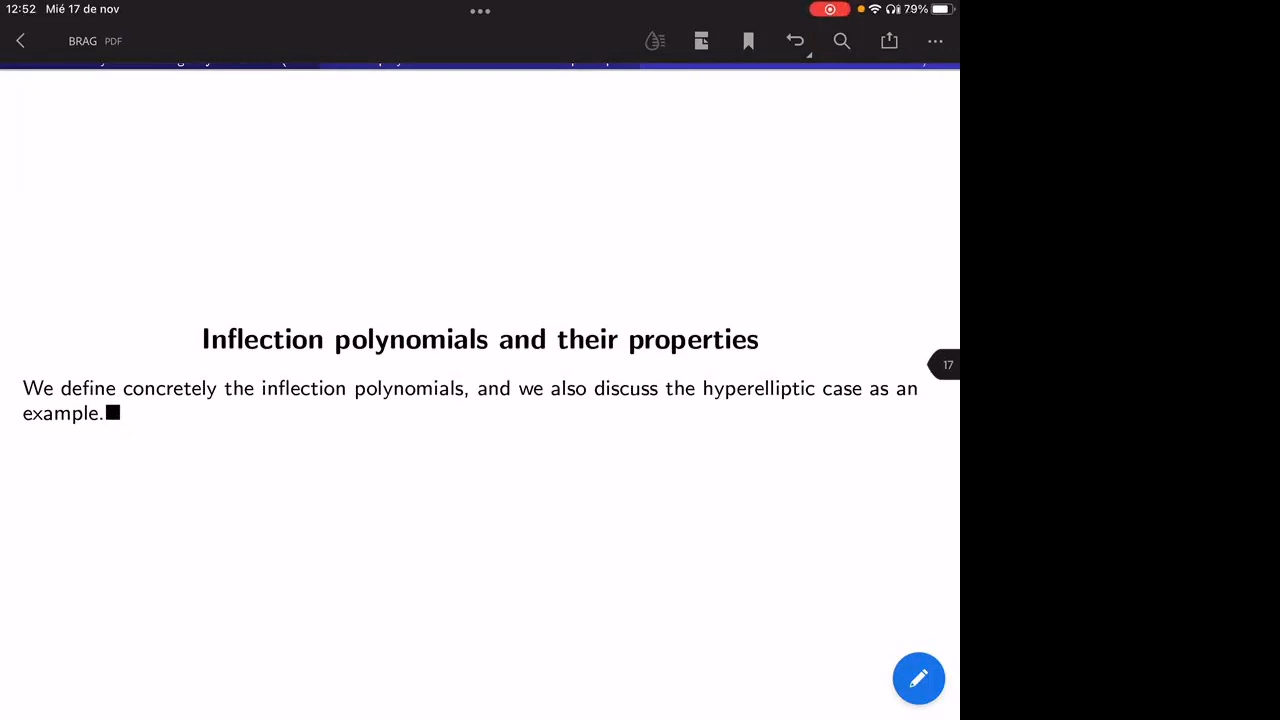 12:52 Mié 17 de nov
79%
BRAG PDF
Inflection polynomials and their properties
17
We define concretely the inflection polynomials, and we also discuss the hyperelliptic case as an
example.